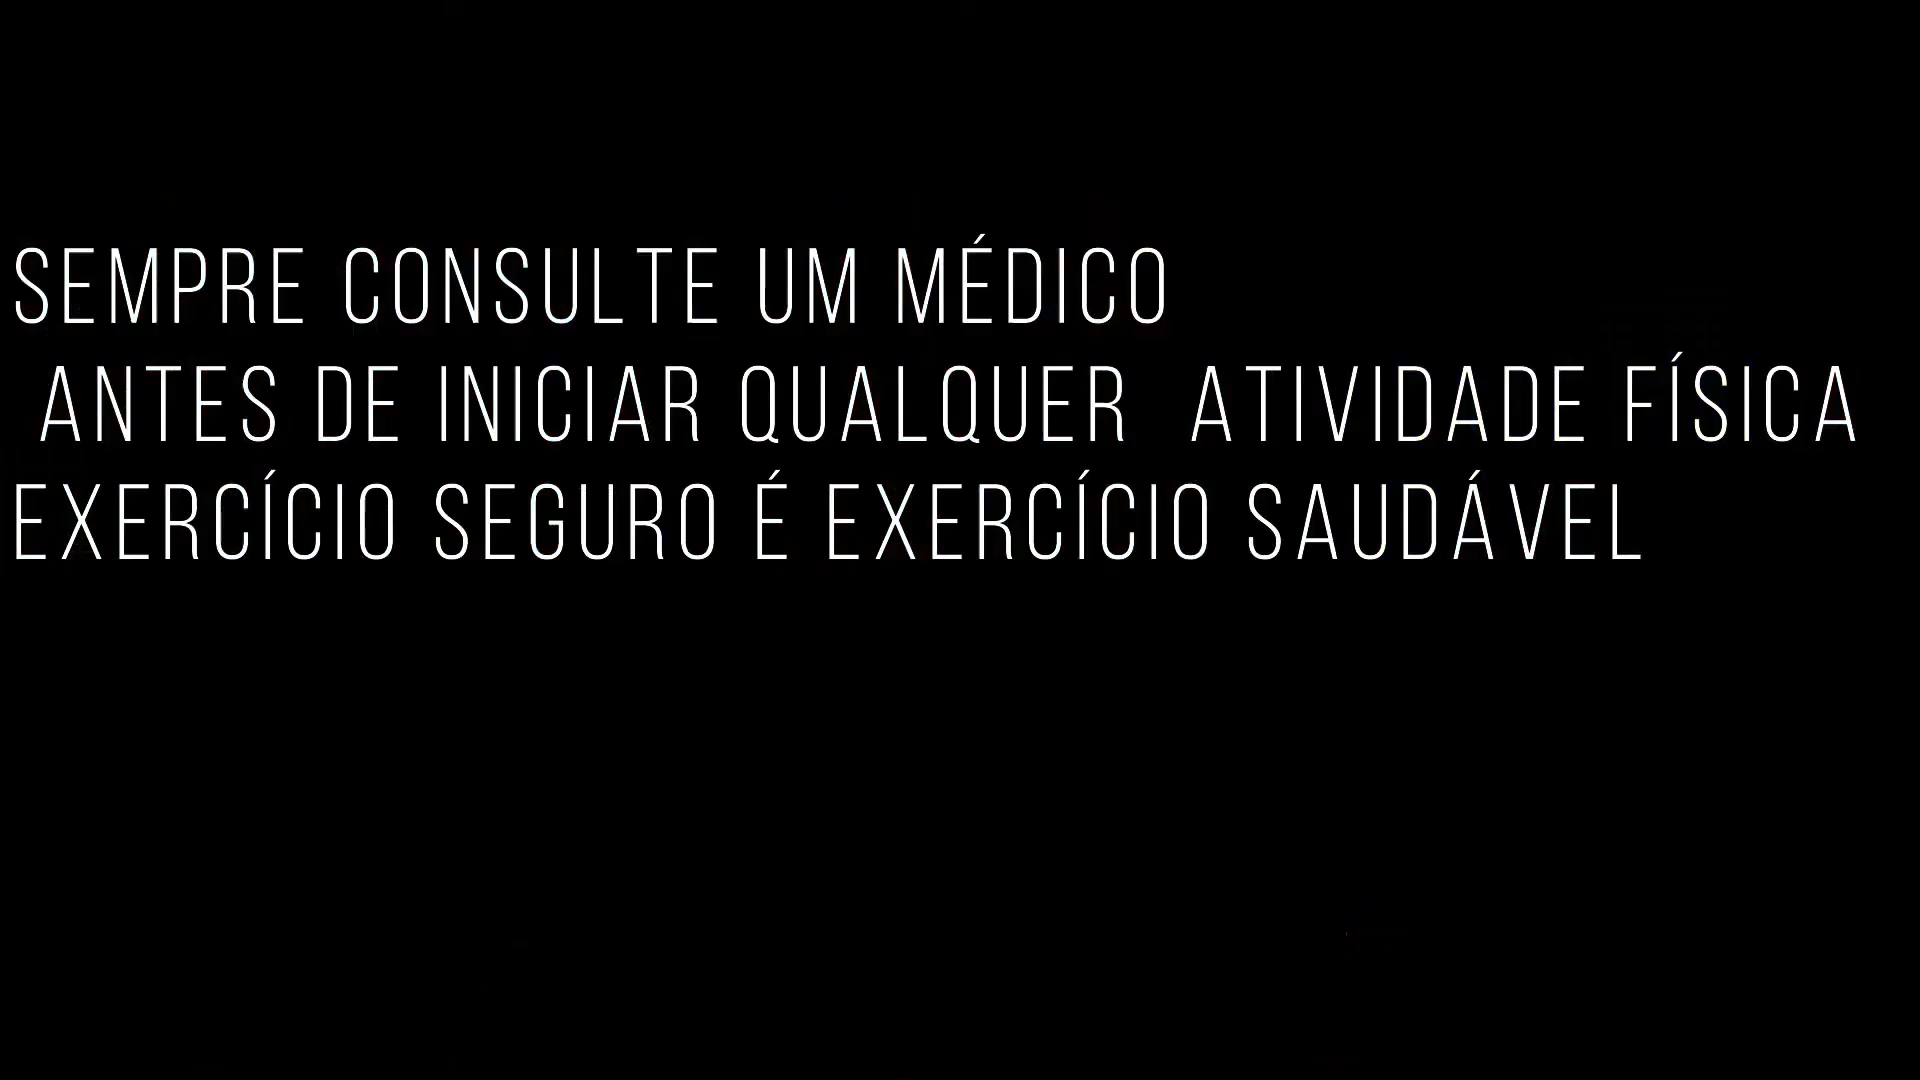 SEMPRE CONSULTE UM MÉDICO
ANTES DE INICIAR QUALQUER ATIVIDADE FÍSICA
EXERCÍCIO SEGURO É EXERCÍCIO SAUDÁVEL